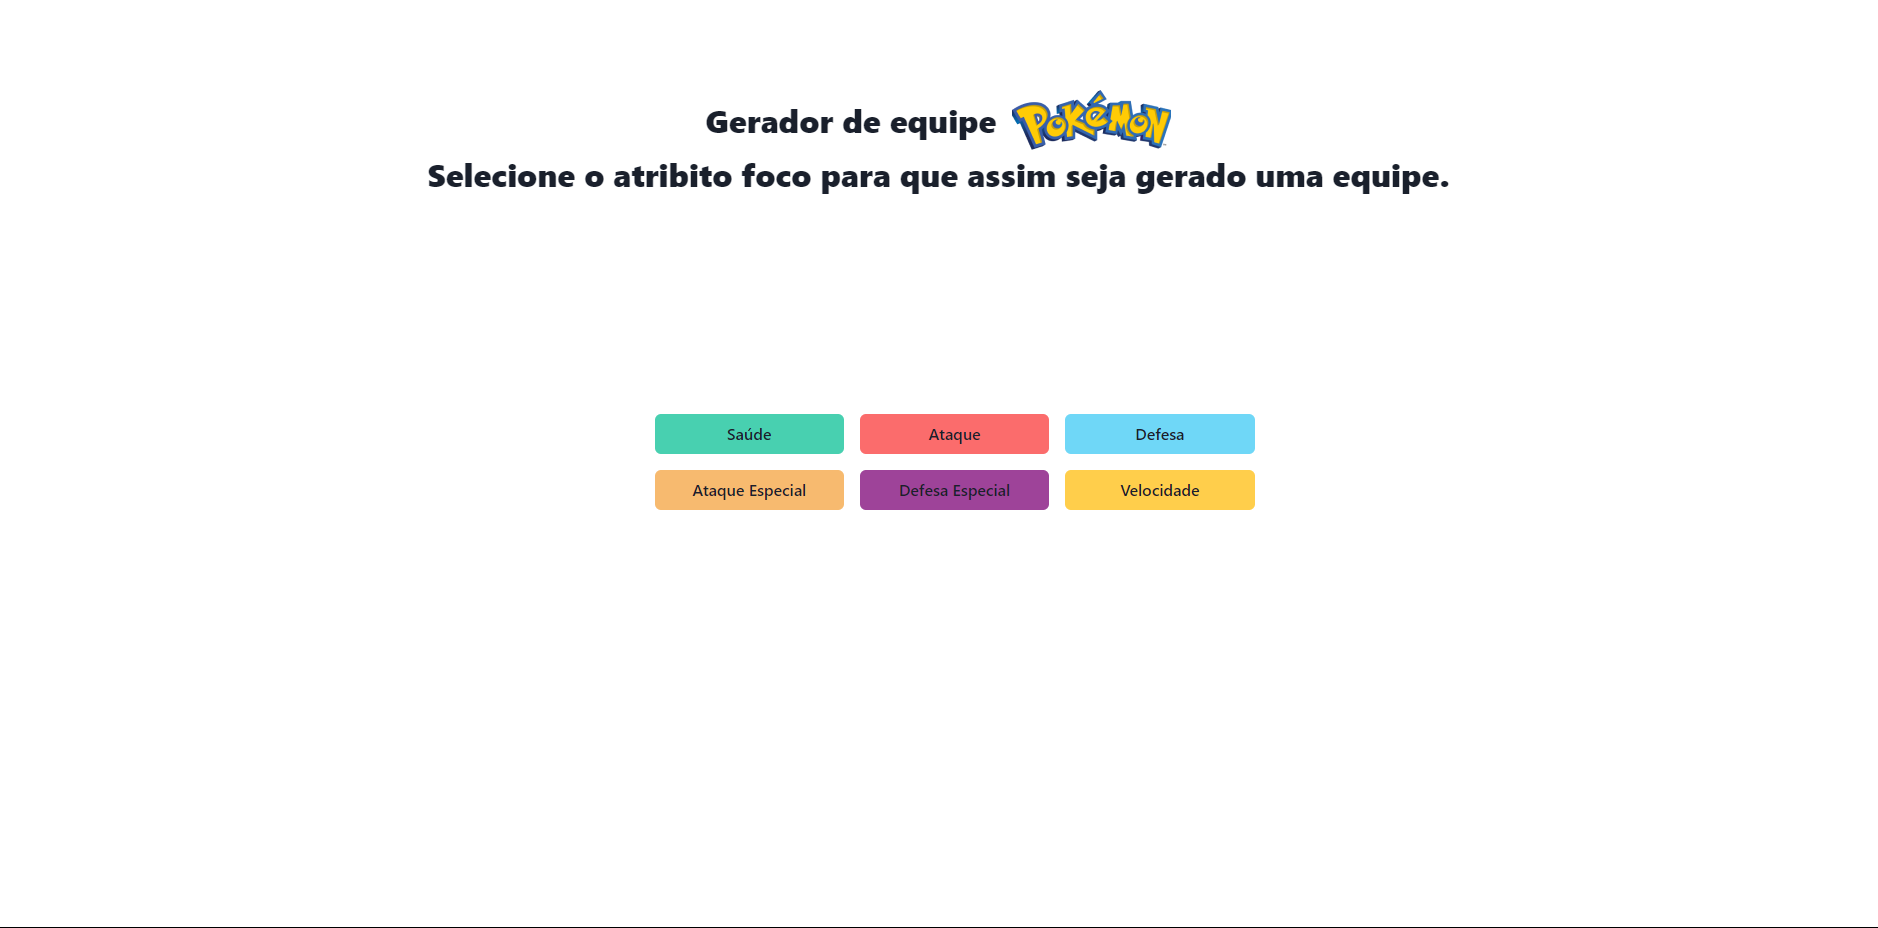 Gerador de equipe POKéMON
Selecione o atribito foco para que assim seja gerado uma equipe.
Saúde Ataque Defesa
Ataque Especial Defesa Especial Velocidade